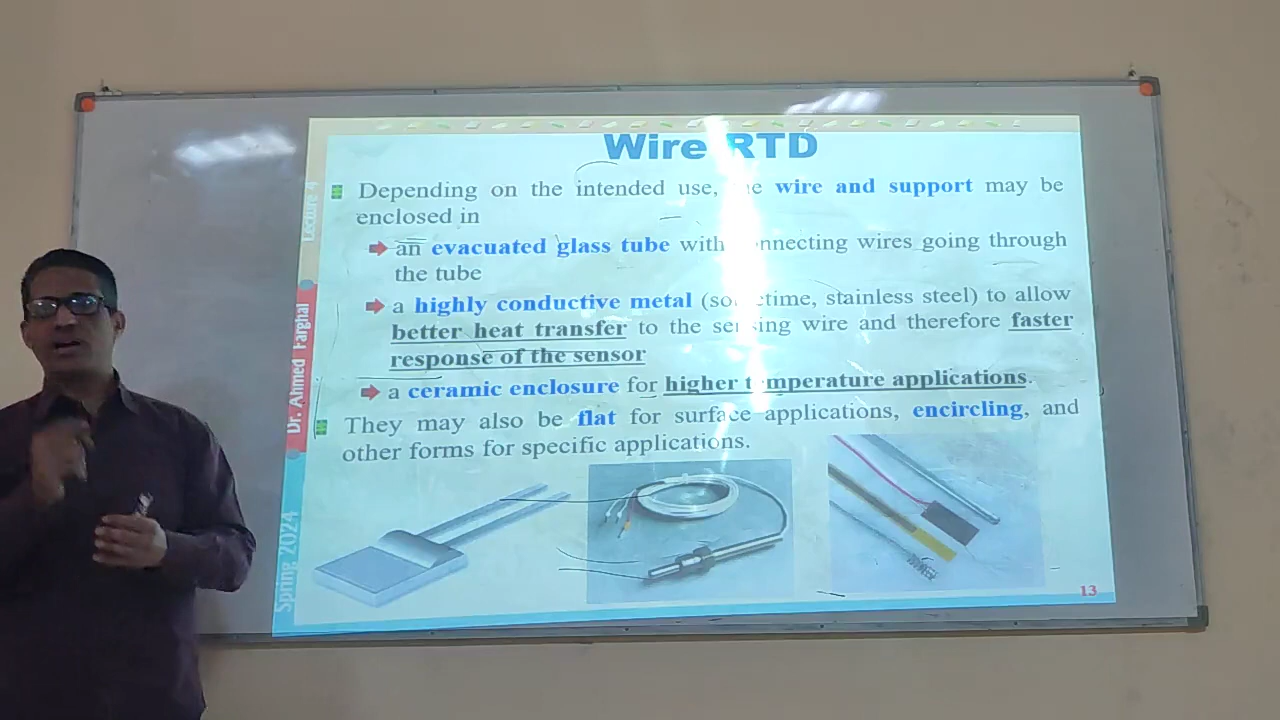 Wire RTD
Depending on the intended use, wire and support may be
enclosed in
an evacuated glass tube with connecting wires going through
the tube
a highly conductive metal (sometime, stainless steel) to allow
better heat transfer to the sensing wire and therefore faster
response of the sensor
a ceramic enclosure for higher temperature applications.
They may also be flat for surface applications, encircling, and
other forms for specific applications.
Lecture 4
Dr. Ahmed Farghal
Spring 2024
13